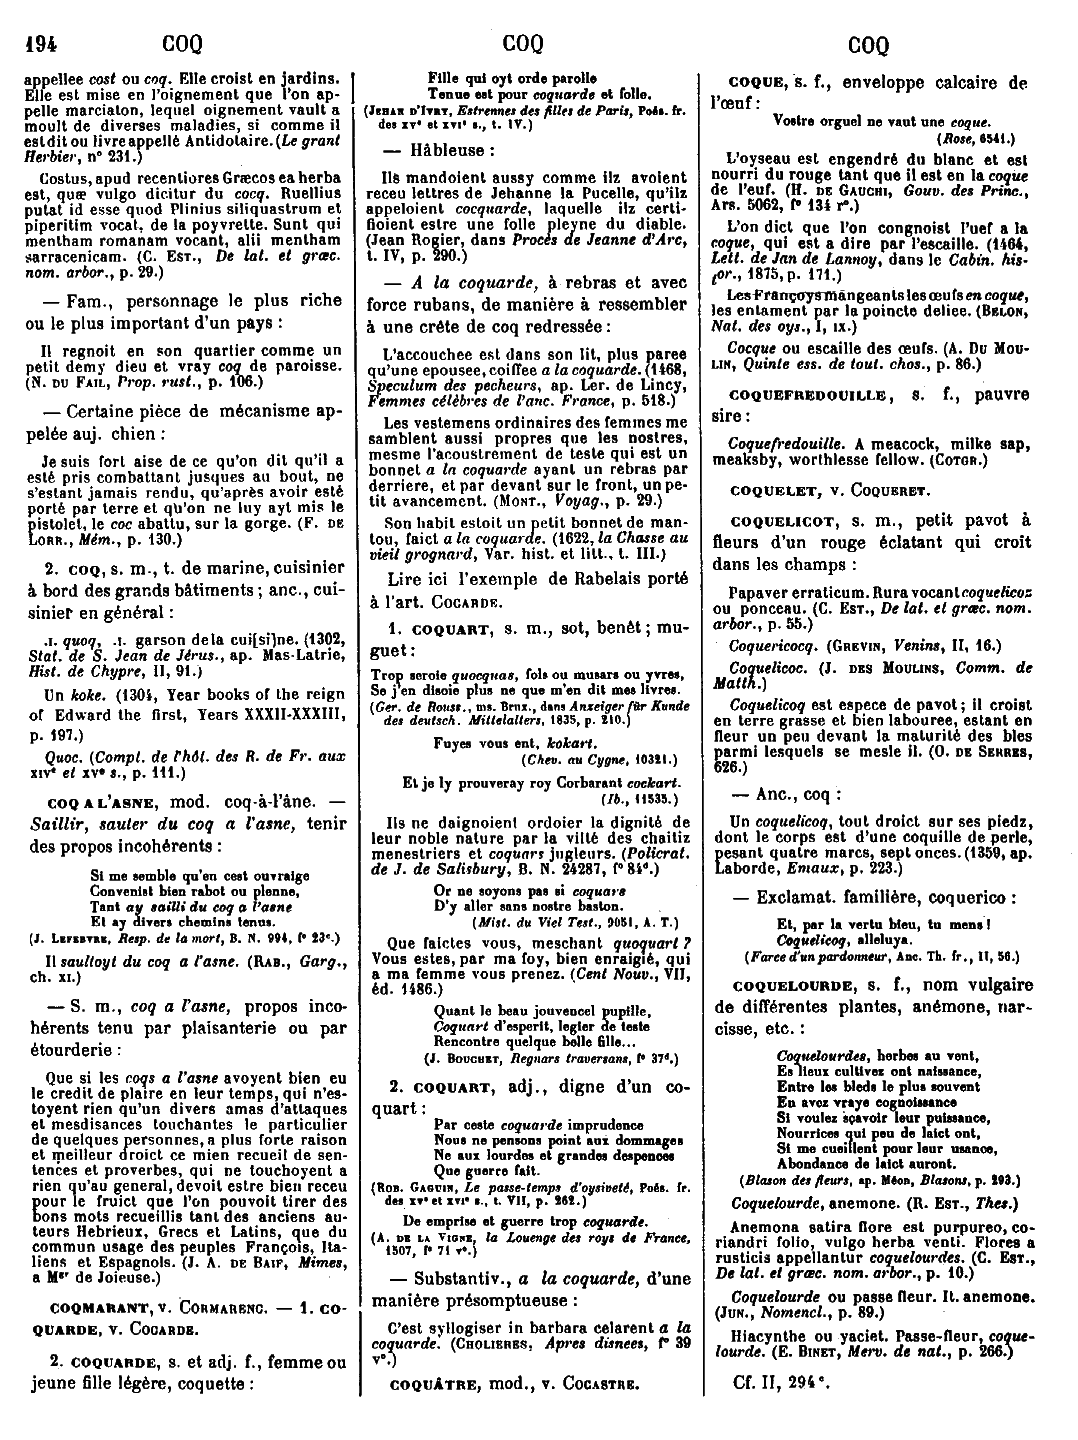 194 COQ COQ COQ
appellee cost ou coq. Elle croist en jardins.
Elle est mise en l'oignement que l'on ap-
pelle marciaton, lequel oignement vault a
moult de diverses maladies, si comme il
est dit ou livre appellé Antidotaire. (Le grant
Herbier, n° 231.)
Costus, apud recentiores Græcos ea herba
est, quæ vulgo dicitur du cocq. Ruellius
putat id esse quod Plinius siliquastrum et
piperitim vocat, de la poyvrette. Sunt qui
mentham romanam vocant, alii mentham
sarracenicam. (C. EST., De lat. et græc.
nom. arbor., p. 29.)
— Fam., personnage le plus riche
ou le plus important d'un pays :
Il regnoit en son quartier comme un
petit demy dieu et vray coq de paroisse.
(N. DU FAIL, Prop. rust., p. 106.)
— Certaine pièce de mécanisme ap-
pelée auj. chien :
Je suis fort aise de ce qu'on dit qu'il a
esté pris combattant jusques au bout, ne
s'estant jamais rendu, qu'après avoir esté
porté par terre et qu'on ne luy ayt mis le
pistolet, le coc abattu, sur la gorge. (F. DE
LORR., Mém., p. 130.)
2. COQ, s. m., t. de marine, cuisinier
à bord des grands bâtiments ; anc., cui-
sinier en général :
.I. quoq, .I. garson de la cui[si]ne. (1302,
Stat. de S. Jean de Jérus., ap. Mas-Latrie,
Hist. de Chypre, II, 91.)
Un koke. (1304, Year books of the reign
of Edward the first, Years XXXII-XXXIII,
p. 197.)
Quoc. (Compt. de l'hôt. des R. de Fr. aux
XIVe et XVe s., p. 111.)
COQ A L'ASNE, mod. coq-à-l'âne. —
Saillir, sauter du coq a l'asne, tenir
des propos incohérents :
Si me semble qu'en cest ouvraige
Convenist bien rabot ou plenne,
Tant ay sailli du coq a l'asne
Et ay divers chemins tenus.
(J. LEFEBVRE, Resp. de la mort, B. N. 994, f° 23c.)
Il saultoyt du coq a l'asne. (RAB., Garg.,
ch. XI.)
— S. m., coq a l'asne, propos inco-
hérents tenu par plaisanterie ou par
étourderie :
Que si les coqs a l'asne avoyent bien eu
le credit de plaire en leur temps, qui n'es-
toyent rien qu'un divers amas d'attaques
et mesdisances touchantes le particulier
de quelques personnes, a plus forte raison
et meilleur droict ce mien recueil de sen-
tences et proverbes, qui ne touchoyent a
rien qu'au general, devoit estre bien receu
pour le fruict que l'on pouvoit tirer des
bons mots recueillis tant des anciens au-
teurs Hebrieux, Grecs et Latins, que du
commun usage des peuples François, Ita-
liens et Espagnols. (J. A. DE BAIF, Mimes,
a Mgr de Joieuse.)
COQMARANT, v. CORMARENC. — 1. CO-
QUARDE, v. COCARDE.
2. COQUARDE, s. et adj. f., femme ou
jeune fille légère, coquette :
Fille qui oyt orde parolle
Tenue est pour coquarde et folle.
(JEHAN D'IVRY, Estrennes des filles de Paris, Poés. fr.
des XVe et XVIe s., t. IV.)
— Hâbleuse :
Ils mandoient aussy comme ilz avoient
receu lettres de Jehanne la Pucelle, qu'ilz
appeloient cocquarde, laquelle ilz certi-
fioient estre une folle pleyne du diable.
(Jean Rogier, dans Procès de Jeanne d'Arc,
t. IV, p. 290.)
— A la coquarde, à rebras et avec
force rubans, de manière à ressembler
à une crête de coq redressée :
L'accouchee est dans son lit, plus paree
qu'une epousee, coiffee a la coquarde. (1468,
Speculum des pecheurs, ap. Ler. de Lincy,
Femmes célèbres de l'anc. France, p. 518.)
Les vestemens ordinaires des femmes me
samblent aussi propres que les nostres,
mesme l'acoustrement de teste qui est un
bonnet a la coquarde ayant un rebras par
derriere, et par devant sur le front, un pe-
tit avancement. (MONT., Voyag., p. 29.)
Son habit estoit un petit bonnet de man-
tou, faict a la coquarde. (1622, la Chasse au
vieil grognard, Var. hist. et litt., t. III.)
Lire ici l'exemple de Rabelais porté
à l'art. COCARDE.
1. COQUART, s. m., sot, benêt ; mu-
guet :
Trop seroie quocquas, fols ou musars ou yvres,
Se j'en disoie plus ne que m'en dit mes livres.
(Ger. de Rouss., ms. Brux., dans Anzeiger für Kunde
des deutsch. Mittelalters, 1835, p. 210.)
Fuyes vous ent, kokart.
(Chev. au Cygne, 10321.)
Et je ly prouveray roy Corbarant cockart.
(Ib., 11535.)
Ils ne daignoient ordoier la dignité de
leur noble nature par la vilté des chaitiz
menestriers et coquars jugleurs. (Policrat.
de J. de Salisbury, B. N. 24287, f° 84d.)
Or ne soyons pas si coquars
D'y aller sans nostre baston.
(Mist. du Viel Test., 9051, A. T.)
Que faictes vous, meschant quoquart ?
Vous estes, par ma foy, bien enraigié, qui
a ma femme vous prenez. (Cent Nouv., VII,
éd. 1486.)
Quant le beau jouvencel pupille,
Coquart d'esperit, legier de teste
Rencontre quelque belle fille...
(J. BOUCHET, Regnars traversans, f° 37d.)
2. COQUART, adj., digne d'un co-
quart :
Par ceste coquarde imprudence
Nous ne pensons point aux dommages
Ne aux lourdes et grandes despences
Que guerre fait.
(ROB. GAGUIN, Le passe-temps d'oysiveté, Poés. fr.
des XVe et XVIe s., t. VII, p. 262.)
De emprise et guerre trop coquarde.
(A. DE LA VIGNE, la Louenge des roys de France,
1507, f° 71 v°.)
— Substantiv., a la coquarde, d'une
manière présomptueuse :
C'est syllogiser in barbara celarent a la
coquarde. (CHOLIERES, Apres disnees, f° 39
v°.)
COQUÂTRE, mod., v. COCASTRE.
COQUE, s. f., enveloppe calcaire de
l'œuf :
Vostre orguel ne vaut une coque.
(Rose, 6541.)
L'oyseau est engendré du blanc et est
nourri du rouge tant que il est en la coque
de l'euf. (H. DE GAUCHI, Gouv. des Princ.,
Ars. 5062, f° 134 r°.)
L'on dict que l'on congnoist l'uef a la
coque, qui est a dire par l'escaille. (1464,
Lett. de Jan de Lannoy, dans le Cabin. his-
tor., 1875, p. 171.)
Les Françoys mangeants les œufs en coque,
les entament par la poincte deliee. (BELON,
Nat. des oys., I, IX.)
Cocque ou escaille des œufs. (A. DU MOU-
LIN, Quinte ess. de tout. chos., p. 86.)
COQUEFREDOUILLE, s. f., pauvre
sire :
Coquefredouille. A meacock, milke sap,
meaksby, worthlesse fellow. (COTGR.)
COQUELET, v. COQUERET.
COQUELICOT, s. m., petit pavot à
fleurs d'un rouge éclatant qui croit
dans les champs :
Papaver erraticum. Rura vocant coquelicoz
ou ponceau. (C. EST., De lat. et græc. nom.
arbor., p. 55.)
Coquericocq. (GREVIN, Venins, II, 16.)
Coquelicoc. (J. DES MOULINS, Comm. de
Matth.)
Coquelicoq est espece de pavot ; il croist
en terre grasse et bien labouree, estant en
fleur un peu devant la maturité des bles
parmi lesquels se mesle il. (O. DE SERRES,
626.)
— Anc., coq :
Un coquelicoq, tout droict sur ses piedz,
dont le corps est d'une coquille de perle,
pesant quatre marcs, sept onces. (1359, ap.
Laborde, Emaux, p. 223.)
— Exclamat. familière, coquerico :
Et, par la vertu bieu, tu mens !
Coquelicoq, alleluya.
(Farce d'un pardonneur, Anc. Th. fr., II, 56.)
COQUELOURDE, s. f., nom vulgaire
de différentes plantes, anémone, nar-
cisse, etc. :
Coquelourdes, herbes au vent,
Es lieux cultivez ont naissance,
Entre les bleds le plus souvent
En avez vraye cognoissance
Si voulez sçavoir leur puissance,
Nourrices qui peu de laict ont,
Si me cueillent pour leur usance,
Abondance de laict auront.
(Blason des fleurs, ap. Méon, Blasons, p. 293.)
Coquelourde, anemone. (R. EST., Thes.)
Anemona satira flore est purpureo, co-
riandri folio, vulgo herba venti. Flores a
rusticis appellantur coquelourdes. (C. EST.,
De lat. et græc. nom. arbor., p. 10.)
Coquelourde ou passe fleur. It. anemone.
(JUN., Nomencl., p. 89.)
Hiacynthe ou yaciet. Passe-fleur, coque-
lourde. (E. BINET, Merv. de nat., p. 266.)
Cf. II, 294c.